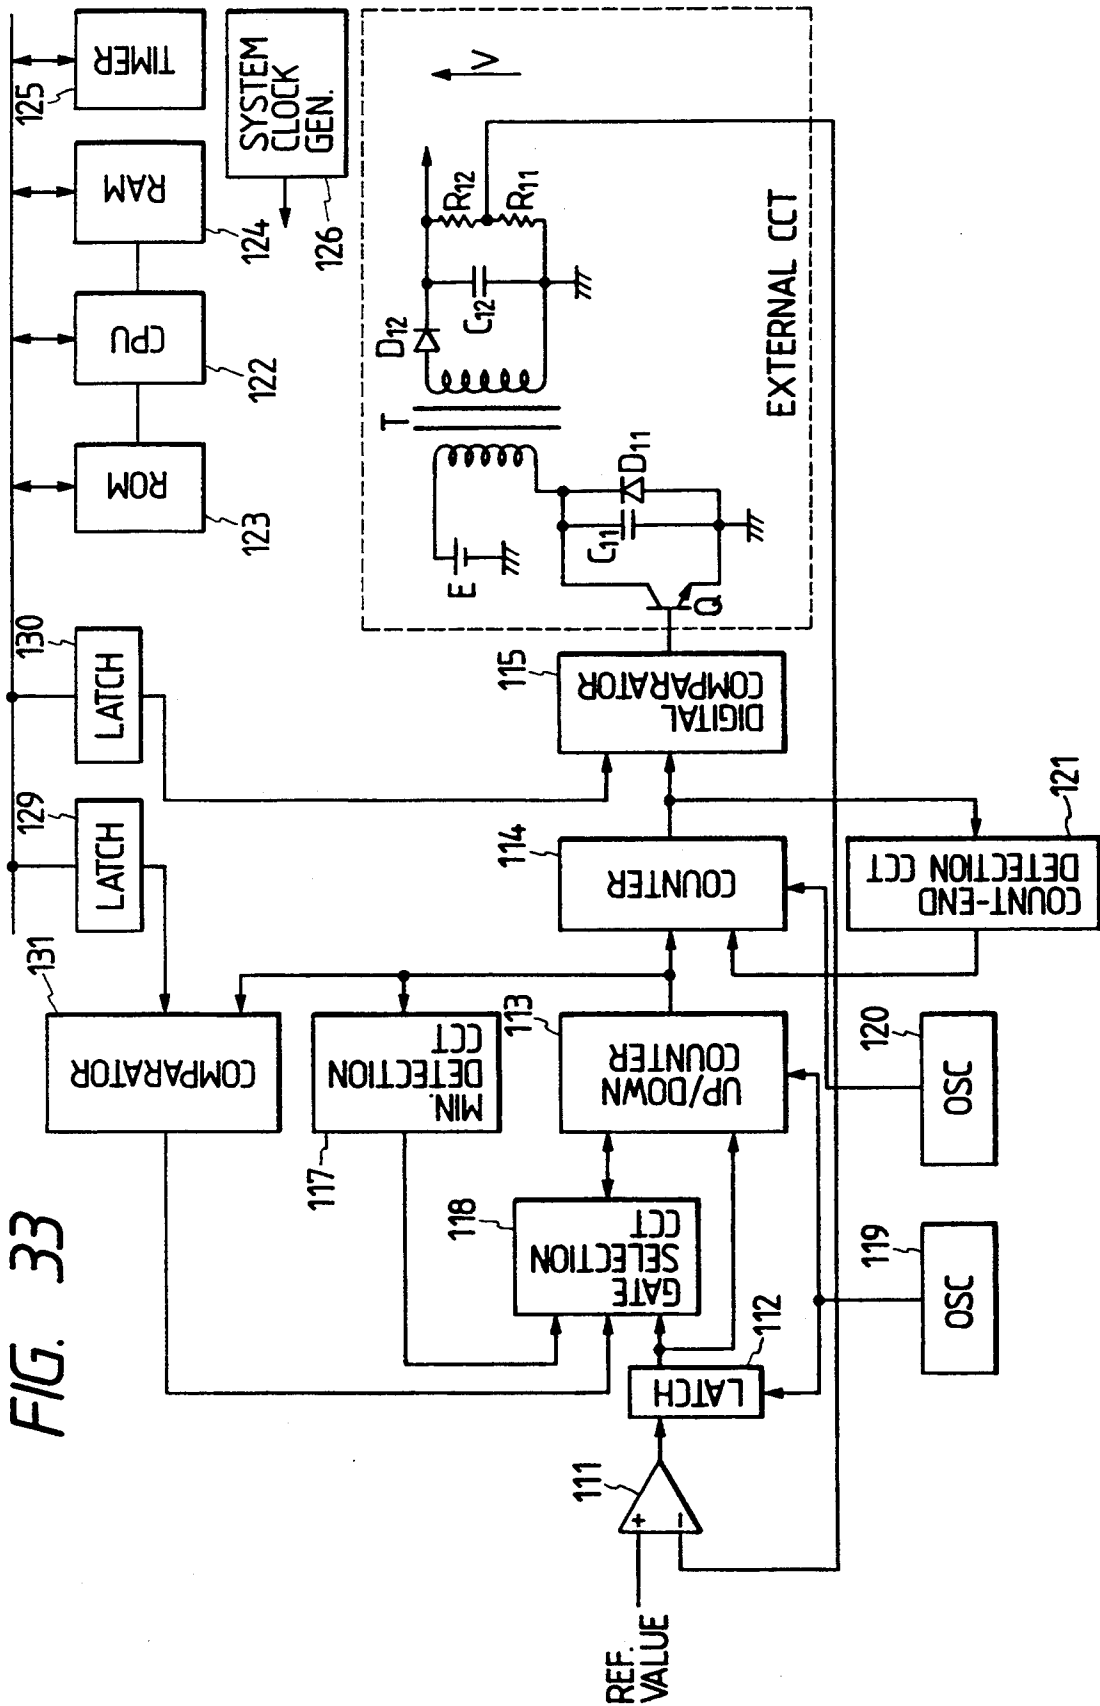 FIG. 33
131
COMPARATOR
129
LATCH
130
LATCH
123
ROM
122
CPU
124
RAM
125
TIMER
126
SYSTEM
CLOCK
GEN.
117
MIN.
DETECTION
CCT
118
GATE
SELECTION
CCT
113
UP/DOWN
COUNTER
114
COUNTER
115
DIGITAL
COMPARATOR
REF.
VALUE
111
+
−
112
LATCH
119
OSC
120
OSC
121
COUNT-END
DETECTION CCT
E
T
Q
C11
D11
D12
C12
R12
R11
V
EXTERNAL CCT